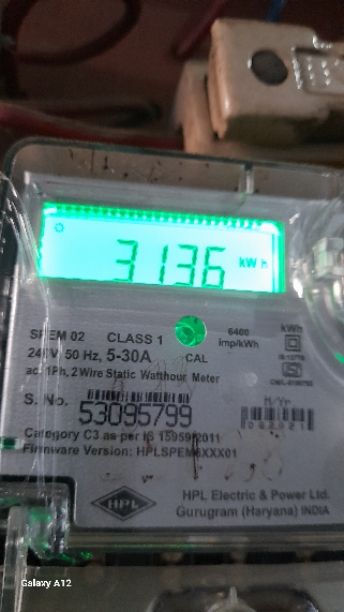 3136 kWh
SPEM 02 CLASS 1 6400 imp/kWh kWh
240V, 50 Hz, 5-30A CAL
ac, 1Ph, 2 Wire Static Watthour Meter
S. No. 53095799 M/Yr
Category C3 as per IS 15959:2011
Firmware Version: HPLSPEM6XXX01
HPL
HPL Electric & Power Ltd.
Gurugram (Haryana) INDIA
Galaxy A12